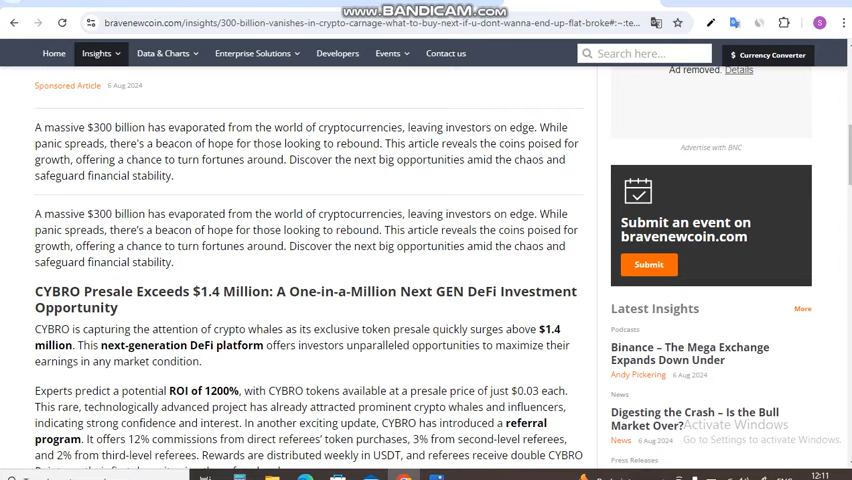 www.BANDICAM.com
bravenewcoin.com/insights/300-billion-vanishes-in-crypto-carnage-what-to-buy-next-if-u-dont-wanna-end-up-flat-broke#:~:te...
S
Home Insights Data & Charts Enterprise Solutions Developers Events Contact us Search here... $ Currency Converter
Sponsored Article 6 Aug 2024
Ad removed. Details
A massive $300 billion has evaporated from the world of cryptocurrencies, leaving investors on edge. While
panic spreads, there's a beacon of hope for those looking to rebound. This article reveals the coins poised for
growth, offering a chance to turn fortunes around. Discover the next big opportunities amid the chaos and
safeguard financial stability.
A massive $300 billion has evaporated from the world of cryptocurrencies, leaving investors on edge. While
panic spreads, there's a beacon of hope for those looking to rebound. This article reveals the coins poised for
growth, offering a chance to turn fortunes around. Discover the next big opportunities amid the chaos and
safeguard financial stability.
CYBRO Presale Exceeds $1.4 Million: A One-in-a-Million Next GEN DeFi Investment
Opportunity
CYBRO is capturing the attention of crypto whales as its exclusive token presale quickly surges above $1.4
million. This next-generation DeFi platform offers investors unparalleled opportunities to maximize their
earnings in any market condition.
Experts predict a potential ROI of 1200%, with CYBRO tokens available at a presale price of just $0.03 each.
This rare, technologically advanced project has already attracted prominent crypto whales and influencers,
indicating strong confidence and interest. In another exciting update, CYBRO has introduced a referral
program. It offers 12% commissions from direct referees' token purchases, 3% from second-level referees,
and 2% from third-level referees. Rewards are distributed weekly in USDT, and referees receive double CYBRO
Advertise with BNC
Submit an event on
bravenewcoin.com
Submit
Latest Insights More
Podcasts
Binance – The Mega Exchange
Expands Down Under
Andy Pickering 6 Aug 2024
News
Digesting the Crash – Is the Bull
Market Over?
News 6 Aug 2024
Press Releases
Activate Windows
Go to Settings to activate Windows.
ENG 12:11